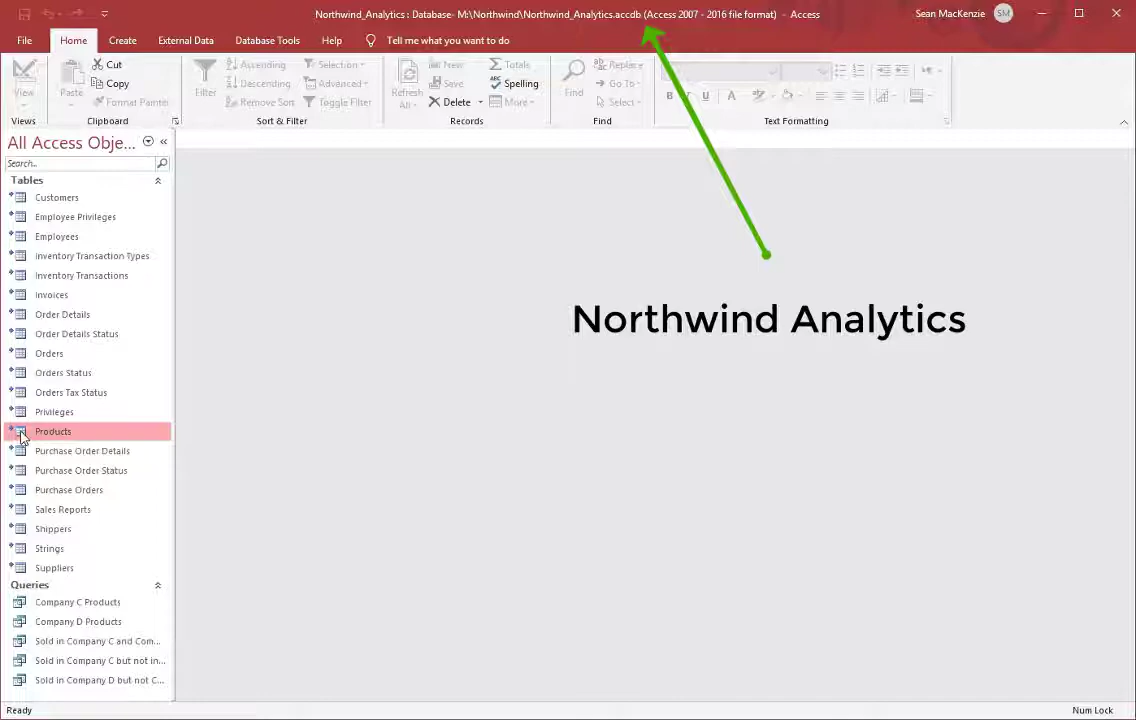 Northwind_Analytics : Database- M:\Northwind\Northwind_Analytics.accdb (Access 2007 - 2016 file format) - Access
Sean MacKenzie
SM
File
Home
Create
External Data
Database Tools
Help
Tell me what you want to do
View
Views
Paste
Cut
Copy
Format Painter
Clipboard
Filter
Ascending
Descending
Remove Sort
Selection
Advanced
Toggle Filter
Sort & Filter
Refresh All
New
Save
Delete
Totals
Spelling
More
Records
Find
Replace
Go To
Select
Find
B I U A
Text Formatting
All Access Obje...
Search...
Tables
Customers
Employee Privileges
Employees
Inventory Transaction Types
Inventory Transactions
Invoices
Order Details
Order Details Status
Orders
Orders Status
Orders Tax Status
Privileges
Products
Purchase Order Details
Purchase Order Status
Purchase Orders
Sales Reports
Shippers
Strings
Suppliers
Queries
Company C Products
Company D Products
Sold in Company C and Com...
Sold in Company C but not in...
Sold in Company D but not C...
Northwind Analytics
Ready
Num Lock